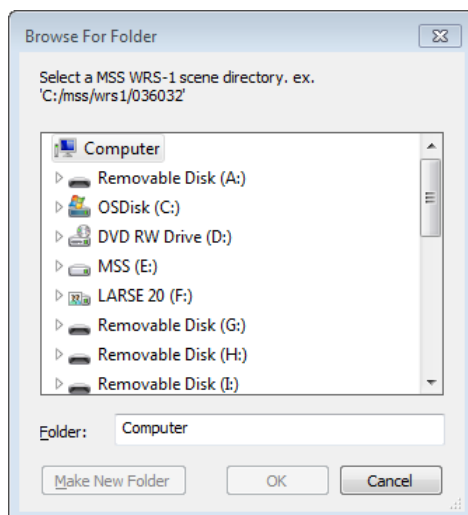 Browse For Folder
Select a MSS WRS-1 scene directory. ex.
'C:/mss/wrs1/036032'
Computer
Removable Disk (A:)
OSDisk (C:)
DVD RW Drive (D:)
MSS (E:)
LARSE 20 (F:)
Removable Disk (G:)
Removable Disk (H:)
Removable Disk (I:)
Folder: Computer
Make New Folder OK Cancel